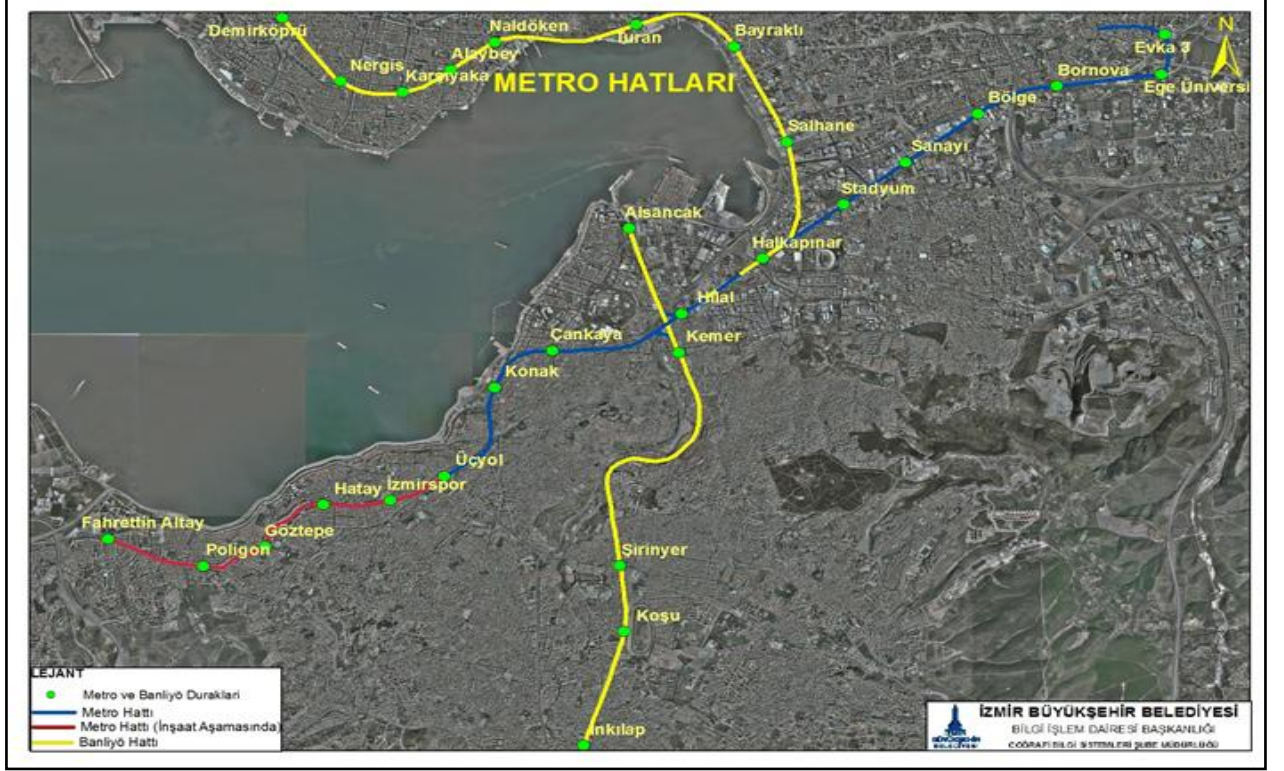 Demirköprü
Naldöken
Turan
Bayraklı
N
Evka 3
Nergis
Alaybey
Karşıyaka
METRO HATLARI
Bornova
Ege Üniversi
Bölge
Salhane
Sanayi
Stadyum
Alsancak
Halkapınar
Hilal
Çankaya
Kemer
Konak
Üçyol
Hatay
İzmirspor
Fahrettin Altay
Göztepe
Poligon
Şirinyer
Koşu
İnkılap
LEJANT
Metro ve Banliyö Durakları
Metro Hattı
Metro Hattı (İnşaat Aşamasında)
Banliyö Hattı
İZMİR BÜYÜKŞEHİR BELEDİYESİ
BİLGİ İŞLEM DAİRESİ BAŞKANLIĞI
COĞRAFİ BİLGİ SİSTEMLERİ ŞUBE MÜDÜRLÜĞÜ